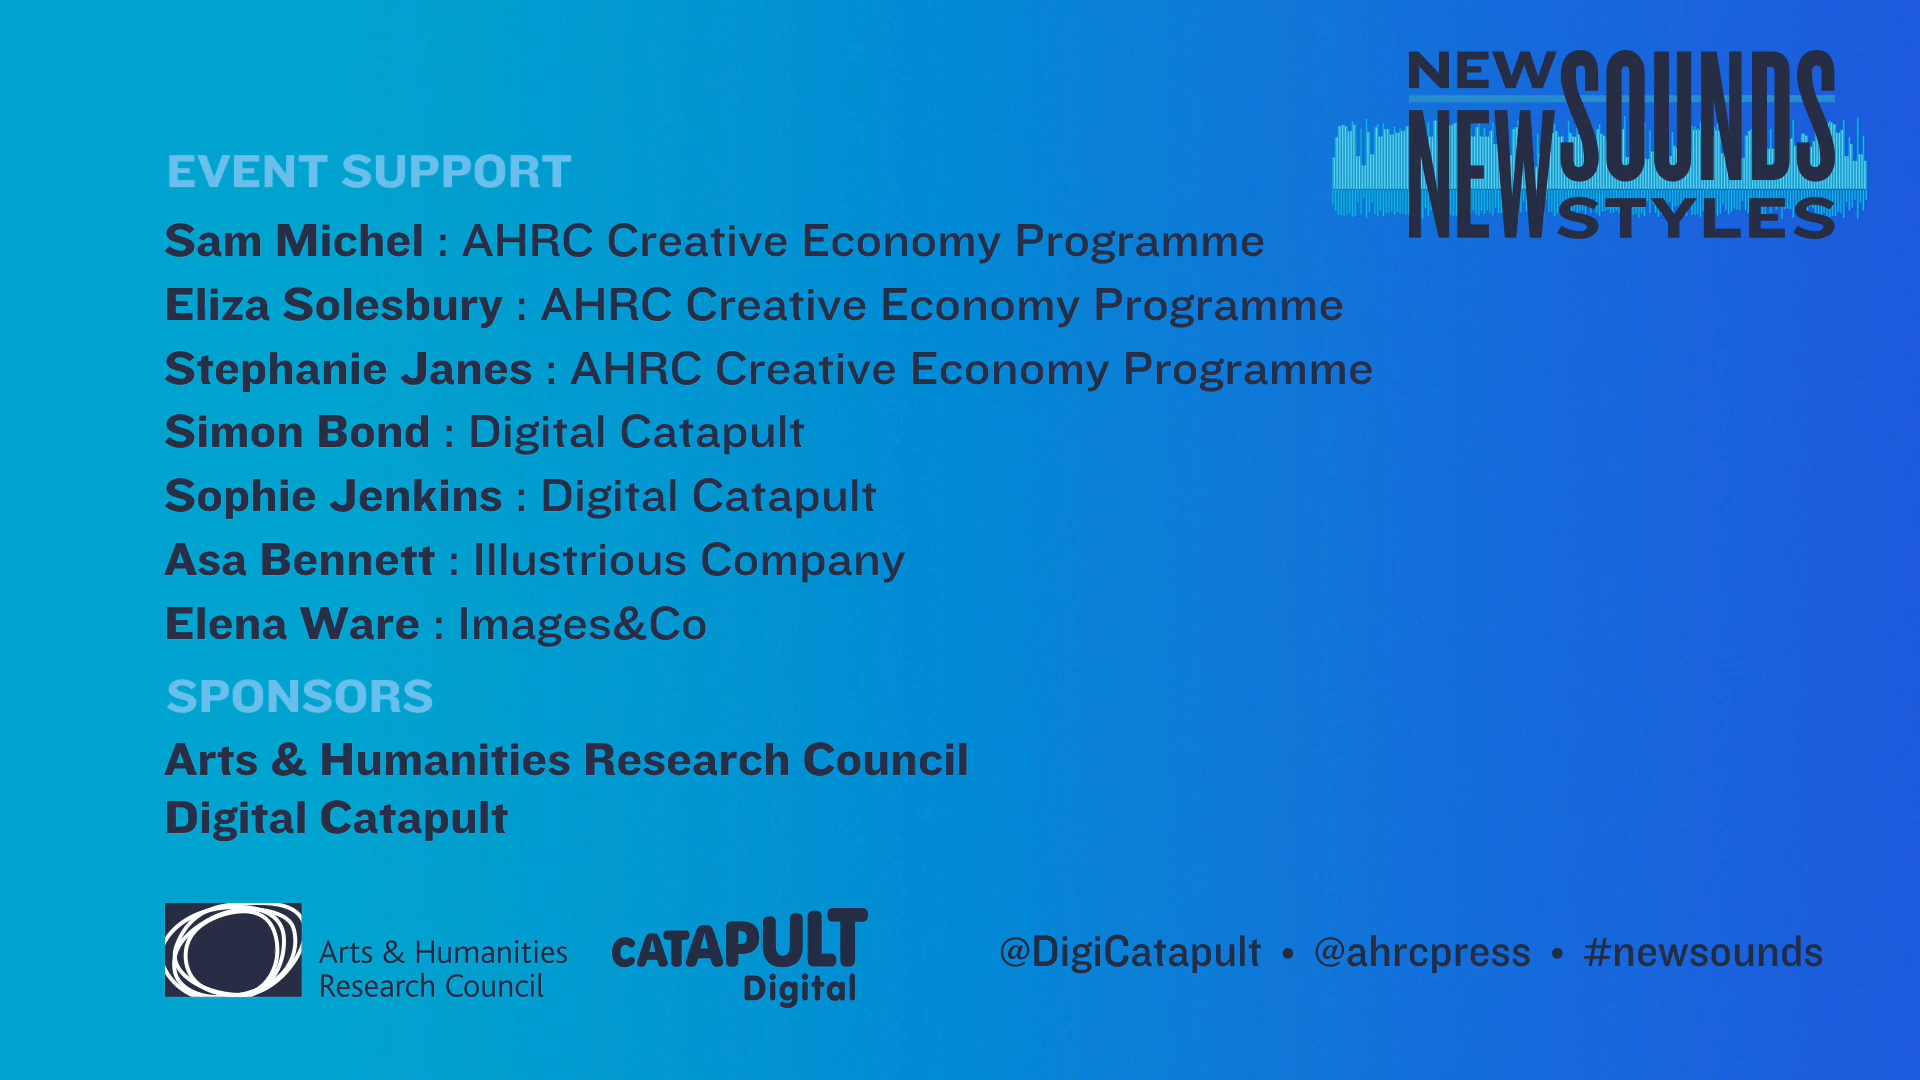 NEW SOUNDS
NEW STYLES
EVENT SUPPORT
Sam Michel : AHRC Creative Economy Programme
Eliza Solesbury : AHRC Creative Economy Programme
Stephanie Janes : AHRC Creative Economy Programme
Simon Bond : Digital Catapult
Sophie Jenkins : Digital Catapult
Asa Bennett : Illustrious Company
Elena Ware : Images&Co
SPONSORS
Arts & Humanities Research Council
Digital Catapult
Arts & Humanities
Research Council
CATAPULT
Digital
@DigiCatapult • @ahrcpress • #newsounds